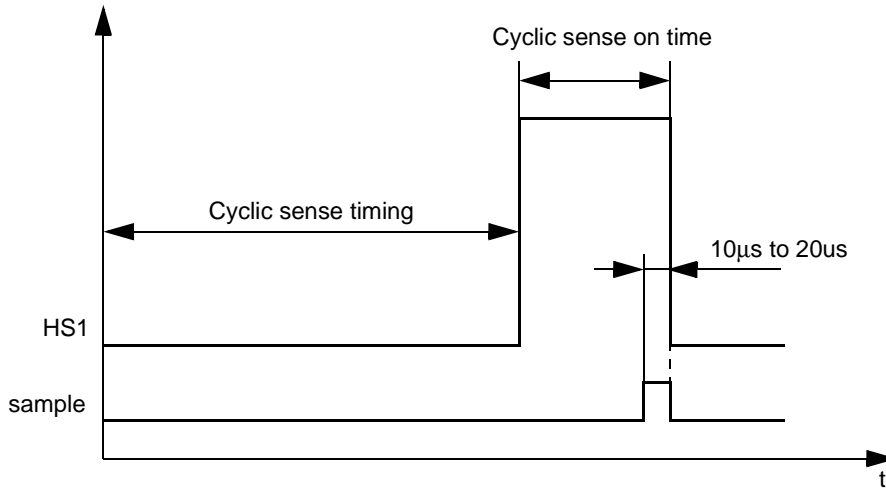 Cyclic sense on time
Cyclic sense timing
10μs to 20us
HS1
sample
t